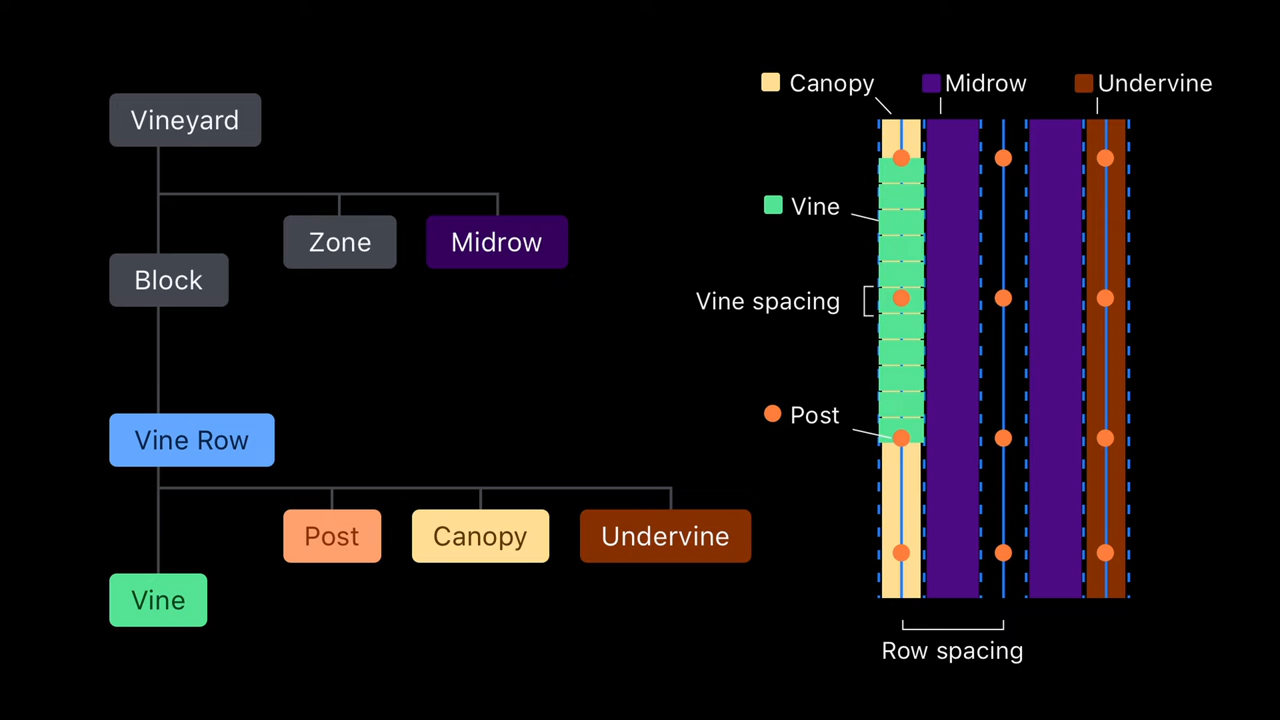 Vineyard
Zone
Midrow
Block
Vine Row
Post
Canopy
Undervine
Vine
Canopy
Midrow
Undervine
Vine
Vine spacing
Post
Row spacing